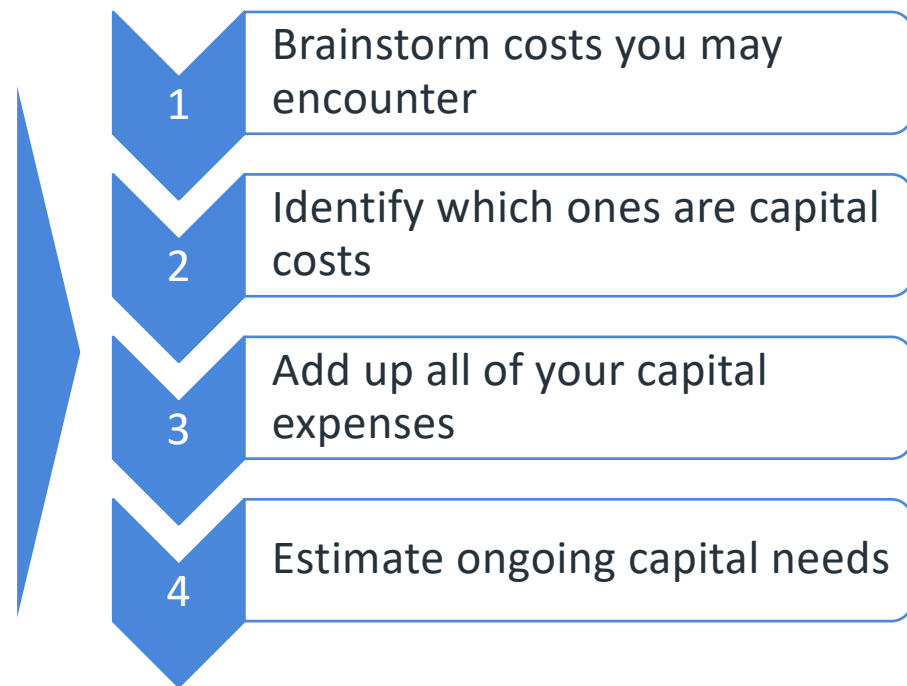 1
Brainstorm costs you may
encounter
2
Identify which ones are capital
costs
3
Add up all of your capital
expenses
4
Estimate ongoing capital needs